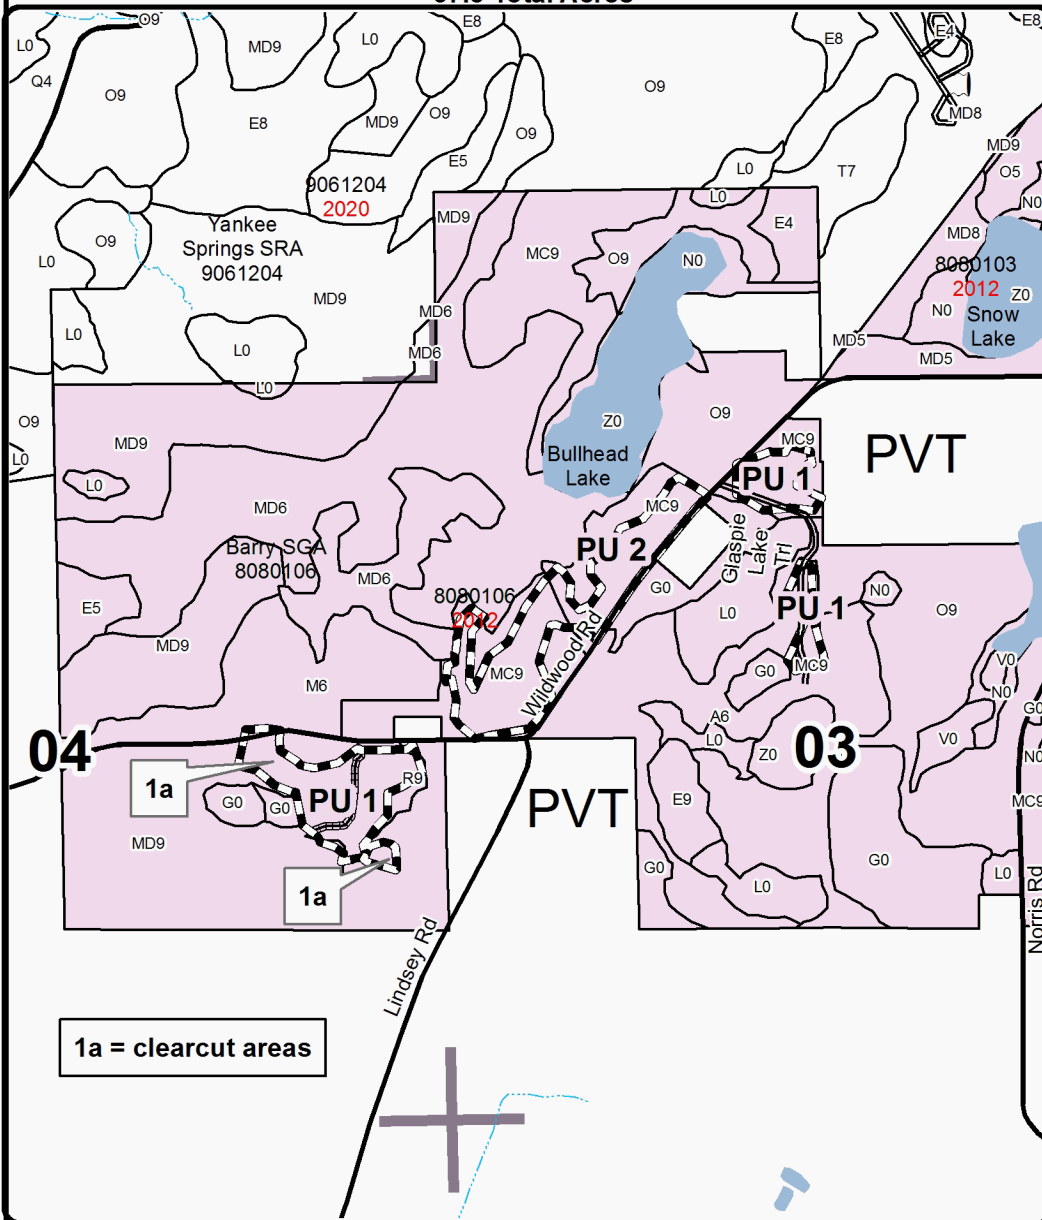 O9
E8
E8
E8
L0
MD9
L0
E4
Q4
O9
O9
MD9
O9
MD8
E8
O9
E5
MD9
L0
T7
O5
9061204
2020
L0
N0
MD9
E4
Yankee
Springs SRA
9061204
O9
L0
MC9
O9
N0
MD8
8080103
2012
Z0
N0
Snow
Lake
MD9
MD6
L0
L0
MD6
MD5
MD5
L0
O9
Z0
O9
MD9
MC9
PVT
L0
Bullhead
Lake
PU 1
L0
MD6
MC9
Barry SGA
8080106
PU 2
Glaspie
Lake
Trl
MD6
G0
N0
E5
8080106
2012
L0
PU 1
O9
MD9
MC9
Wildwood Rd
G0
MC9
V0
N0
M6
A6
G0
04
L0
Z0
03
V0
N0
1a
R9
PU 1
G0
G0
PVT
E9
MC9
MD9
G0
G0
L0
L0
1a
Lindsey Rd
Norris Rd
1a = clearcut areas